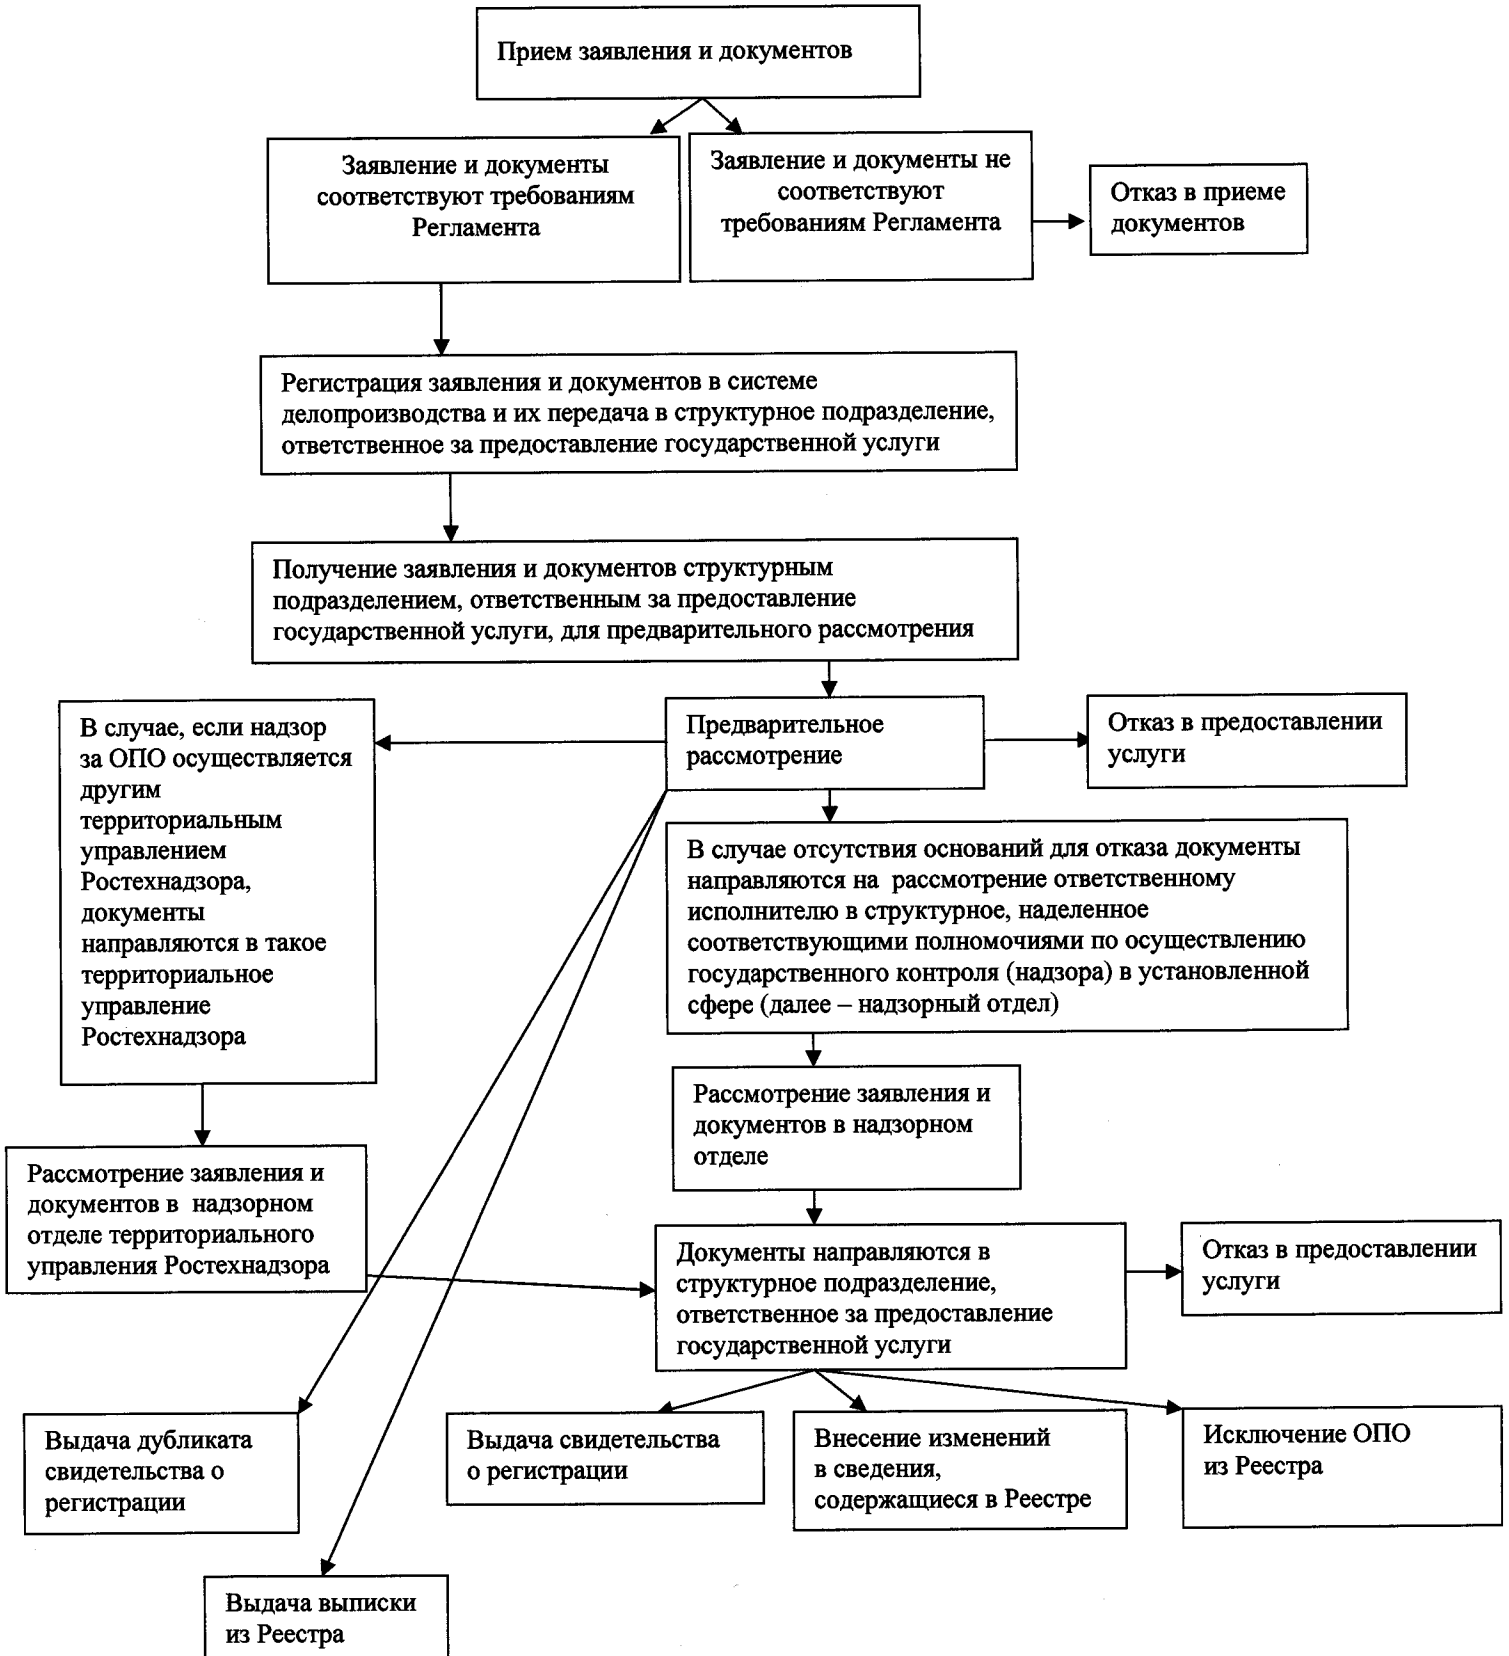 Прием заявления и документов
Заявление и документы
соответствуют требованиям
Регламента
Заявление и документы не
соответствуют
требованиям Регламента
Отказ в приеме
документов
Регистрация заявления и документов в системе
делопроизводства и их передача в структурное подразделение,
ответственное за предоставление государственной услуги
Получение заявления и документов структурным
подразделением, ответственным за предоставление
государственной услуги, для предварительного рассмотрения
В случае, если надзор
за ОПО осуществляется
другим
территориальным
управлением
Ростехнадзора,
документы
направляются в такое
территориальное
управление
Ростехнадзора
Предварительное
рассмотрение
Отказ в предоставлении
услуги
В случае отсутствия оснований для отказа документы
направляются на рассмотрение ответственному
исполнителю в структурное, наделенное
соответствующими полномочиями по осуществлению
государственного контроля (надзора) в установленной
сфере (далее – надзорный отдел)
Рассмотрение заявления и
документов в надзорном
отделе
Рассмотрение заявления и
документов в надзорном
отделе территориального
управления Ростехнадзора
Документы направляются в
структурное подразделение,
ответственное за предоставление
государственной услуги
Отказ в предоставлении
услуги
Выдача дубликата
свидетельства о
регистрации
Выдача свидетельства
о регистрации
Внесение изменений
в сведения,
содержащиеся в Реестре
Исключение ОПО
из Реестра
Выдача выписки
из Реестра